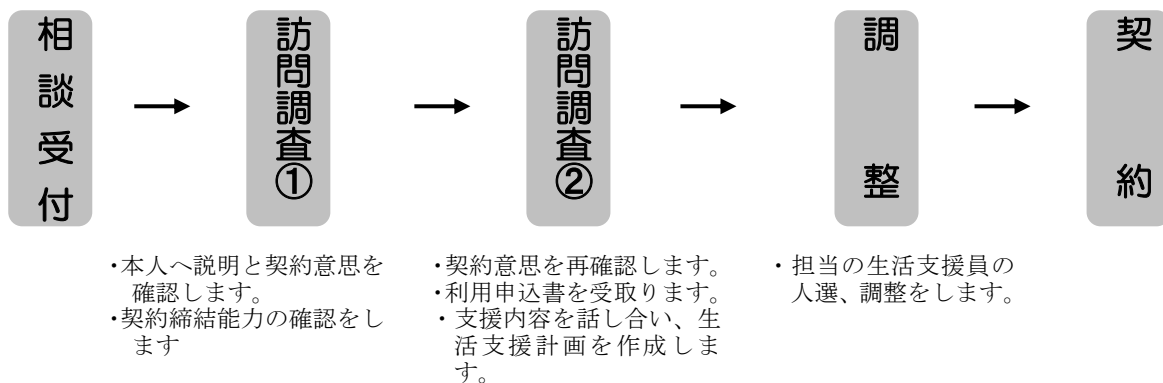 相談受付
訪問調査①
訪問調査②
調整
契約
・本人へ説明と契約意思を
確認します。
・契約締結能力の確認をし
ます
・契約意思を再確認します。
・利用申込書を受取ります。
・支援内容を話し合い、生
活支援計画を作成しま
す。
・担当の生活支援員の
人選、調整をします。